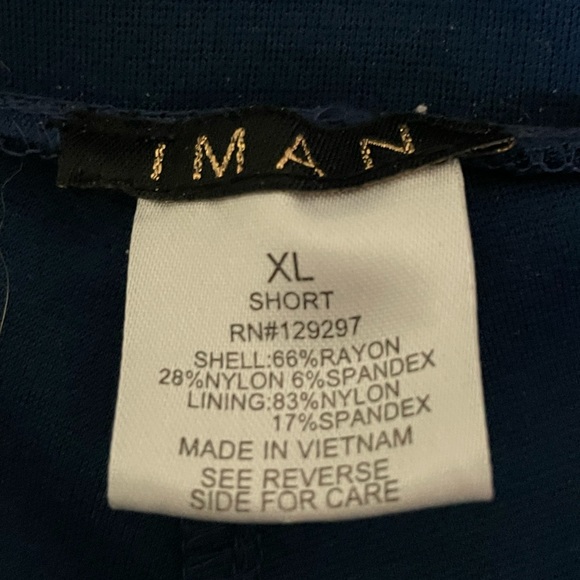 IMAN
XL
SHORT
RN#129297
SHELL:66%RAYON
28%NYLON 6%SPANDEX
LINING:83%NYLON
17%SPANDEX
MADE IN VIETNAM
SEE REVERSE
SIDE FOR CARE